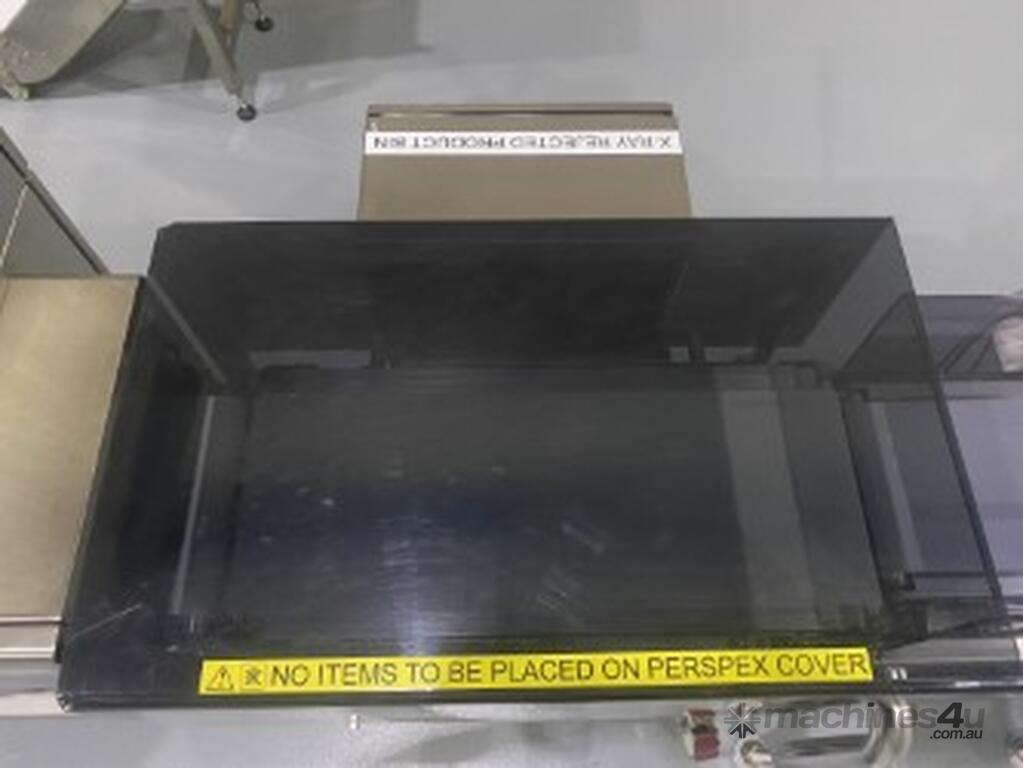 X-RAY REJECTED PRODUCT BIN
NO ITEMS TO BE PLACED ON PERSPEX COVER
machines4u
.com.au